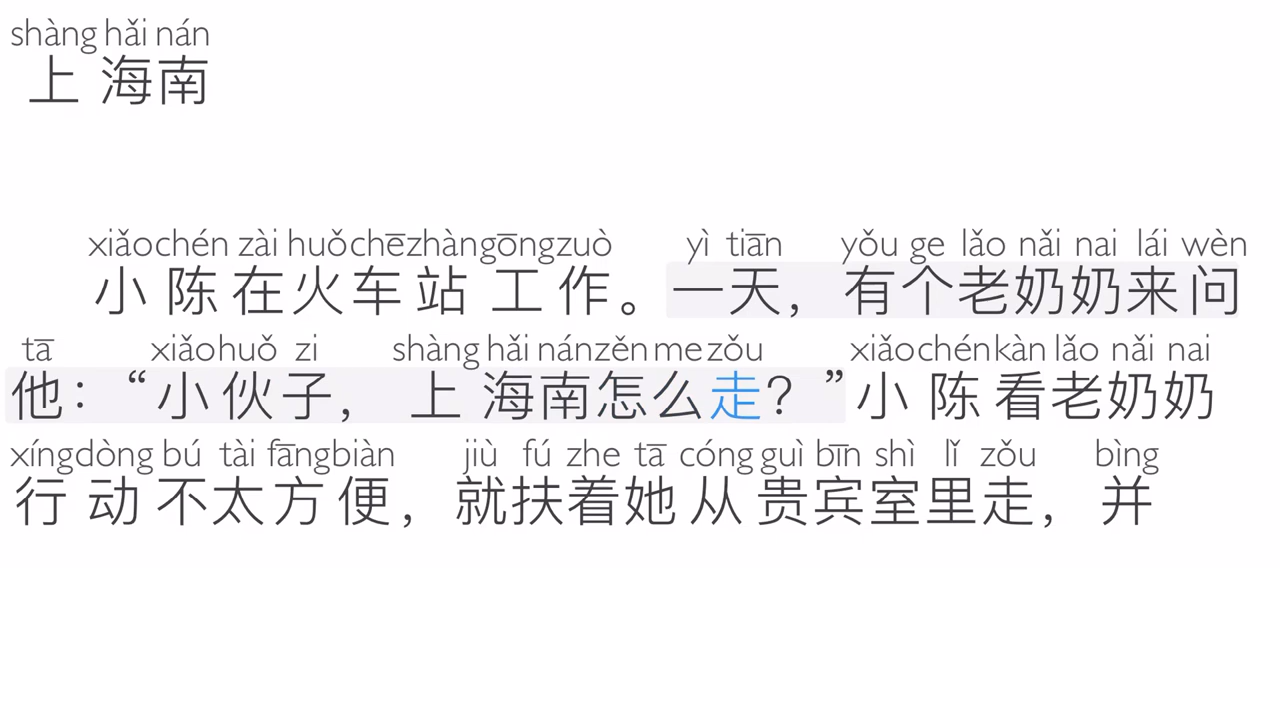 shàng hǎi nán
上海南
xiǎochén zài huǒchēzhàngōngzuò yì tiān yǒu ge lǎo nǎi nai lái wèn
小陈在火车站工作。一天，有个老奶奶来问
tā xiǎohuǒ zi shàng hǎi nánzěnmezǒu xiǎochénkàn lǎo nǎi nai
他：“小伙子，上海南怎么走？”小陈看老奶奶
xíngdòng bú tài fāngbiàn jiù fú zhe tā cóng guì bīn shì lǐ zǒu bìng
行动不太方便，就扶着她从贵宾室里走，并